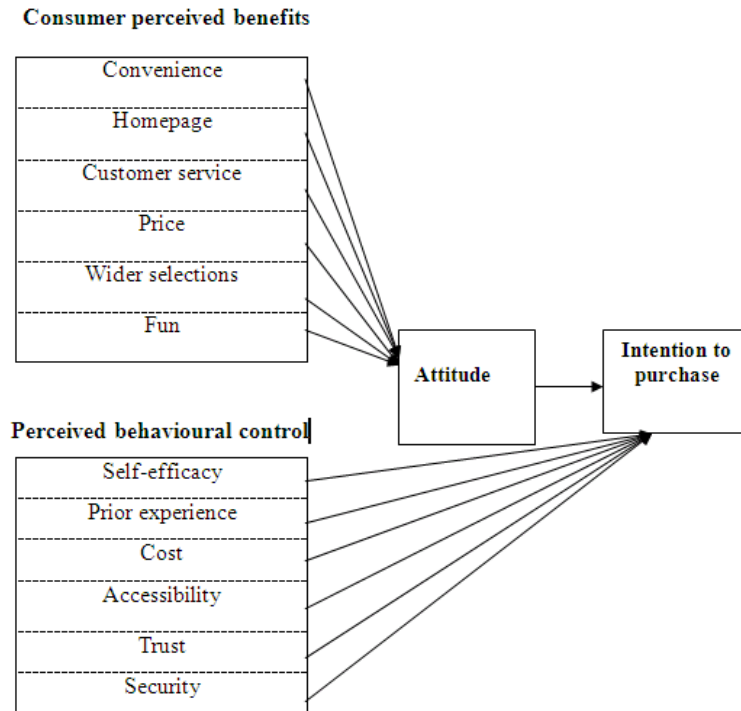 Consumer perceived benefits
Convenience
Homepage
Customer service
Price
Wider selections
Fun
Attitude
Intention to
purchase
Perceived behavioural control
Self-efficacy
Prior experience
Cost
Accessibility
Trust
Security